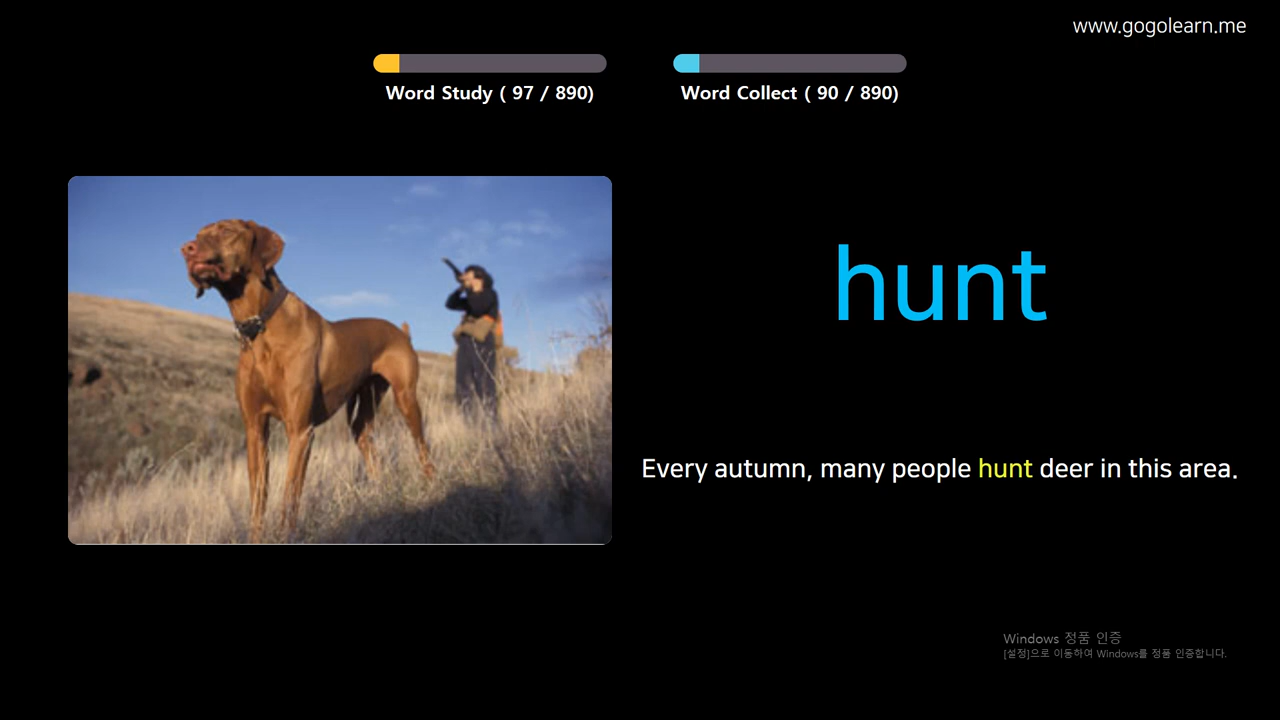 www.gogolearn.me
Word Study ( 97 / 890)
Word Collect ( 90 / 890)
hunt
Every autumn, many people hunt deer in this area.
Windows 정품 인증
[설정]으로 이동하여 Windows를 정품 인증합니다.